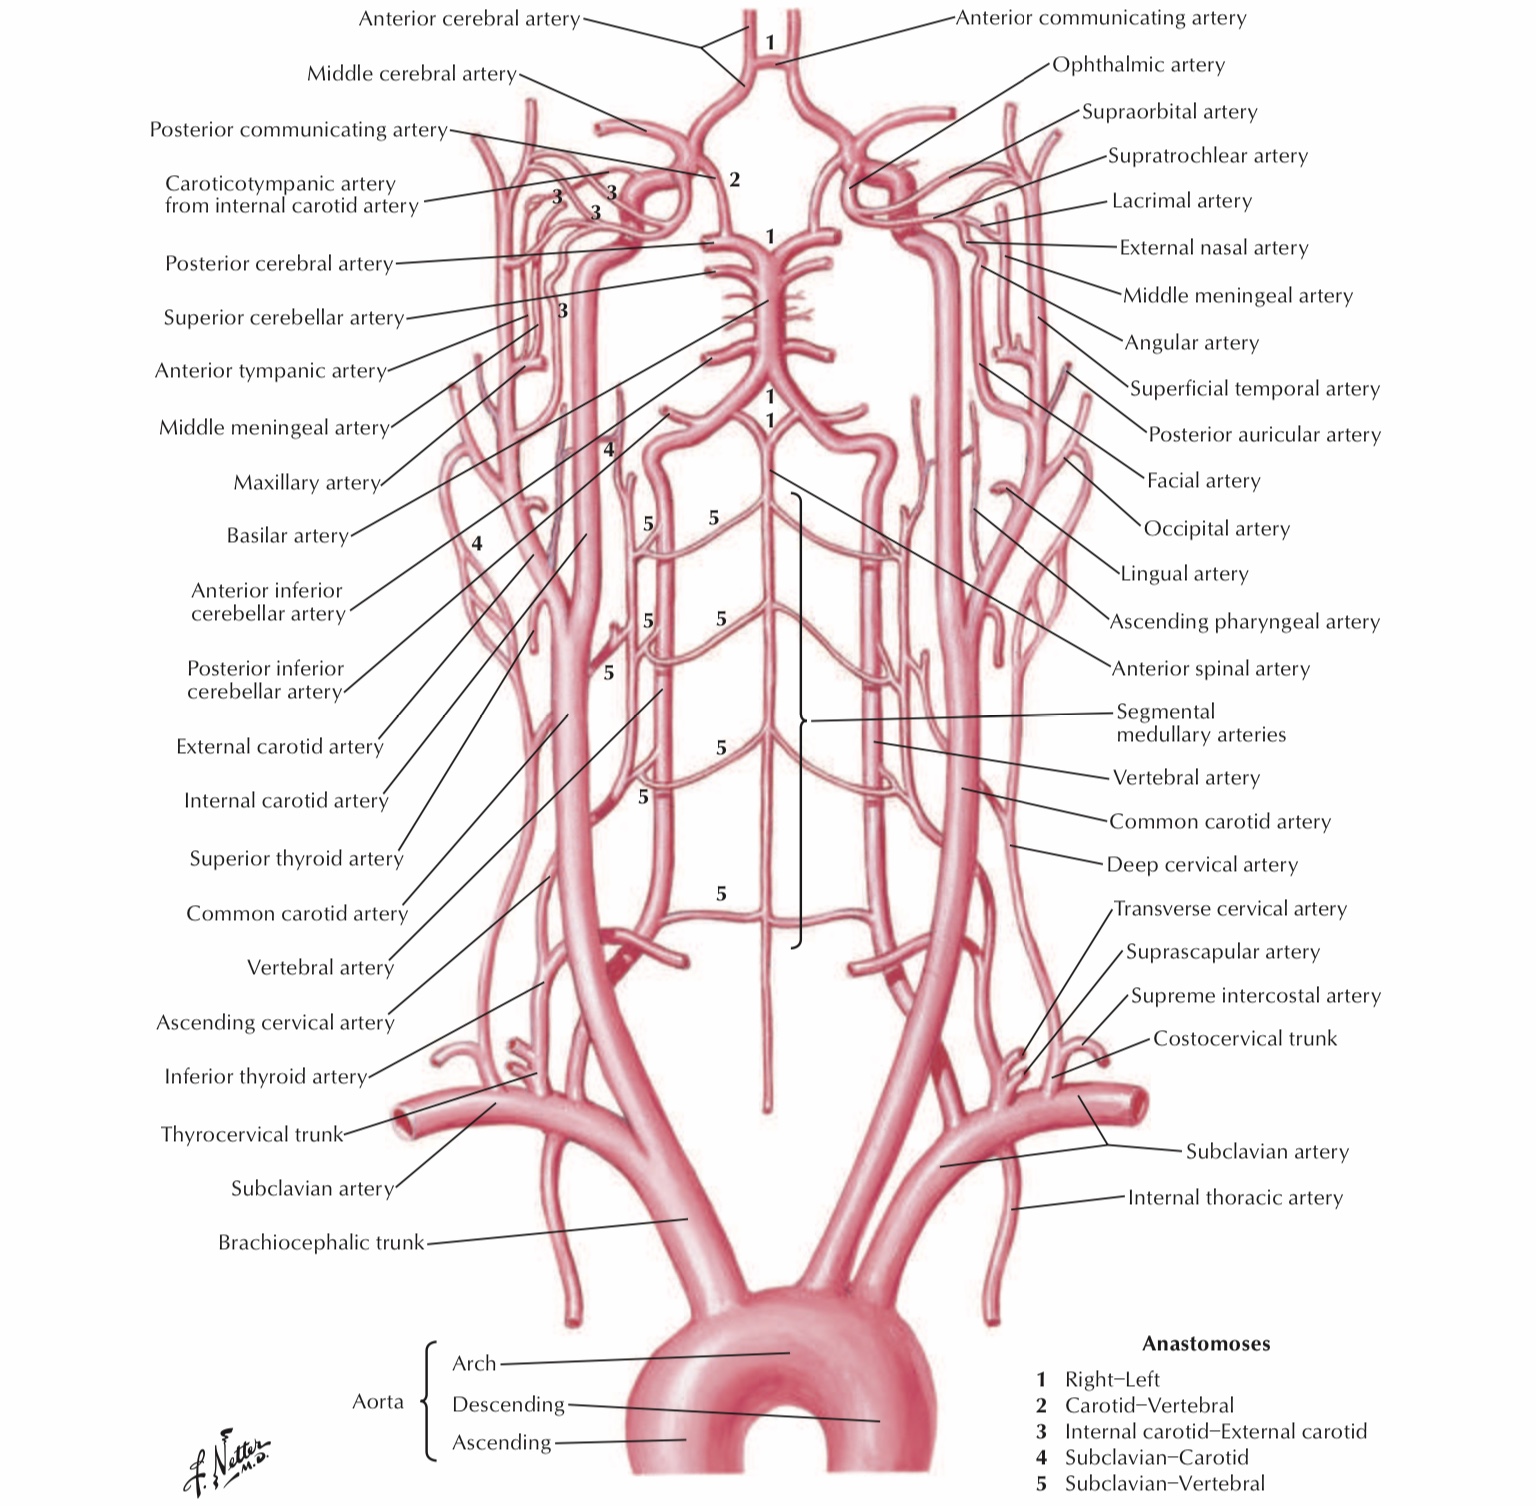 Anterior cerebral artery
Middle cerebral artery
Posterior communicating artery
Caroticotympanic artery
from internal carotid artery
Posterior cerebral artery
Superior cerebellar artery
Anterior tympanic artery
Middle meningeal artery
Maxillary artery
Basilar artery
Anterior inferior
cerebellar artery
Posterior inferior
cerebellar artery
External carotid artery
Internal carotid artery
Superior thyroid artery
Common carotid artery
Vertebral artery
Ascending cervical artery
Inferior thyroid artery
Thyrocervical trunk
Subclavian artery
Brachiocephalic trunk
Aorta
Arch
Descending
Ascending
1
2
3
3
3
1
3
1
1
4
4
5
5
5
5
5
5
5
5
Anterior communicating artery
Ophthalmic artery
Supraorbital artery
Supratrochlear artery
Lacrimal artery
External nasal artery
Middle meningeal artery
Angular artery
Superficial temporal artery
Posterior auricular artery
Facial artery
Occipital artery
Lingual artery
Ascending pharyngeal artery
Anterior spinal artery
Segmental
medullary arteries
Vertebral artery
Common carotid artery
Deep cervical artery
Transverse cervical artery
Suprascapular artery
Supreme intercostal artery
Costocervical trunk
Subclavian artery
Internal thoracic artery
Anastomoses
1 Right–Left
2 Carotid–Vertebral
3 Internal carotid–External carotid
4 Subclavian–Carotid
5 Subclavian–Vertebral
F. Netter
M.D.